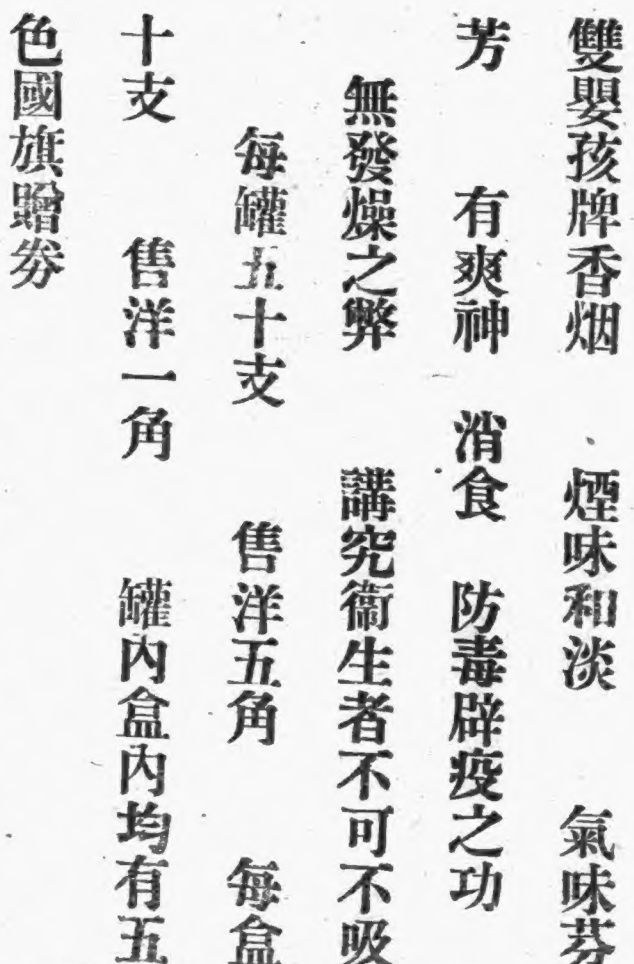 雙嬰孩牌香烟 煙味和淡 氣味芬
芳 有爽神 消食 防毒辟疫之功
無發燥之弊 講究衞生者不可不吸
每罐五十支 售洋五角 每盒
十支 售洋一角 罐內盒內均有五
色國旗贈券